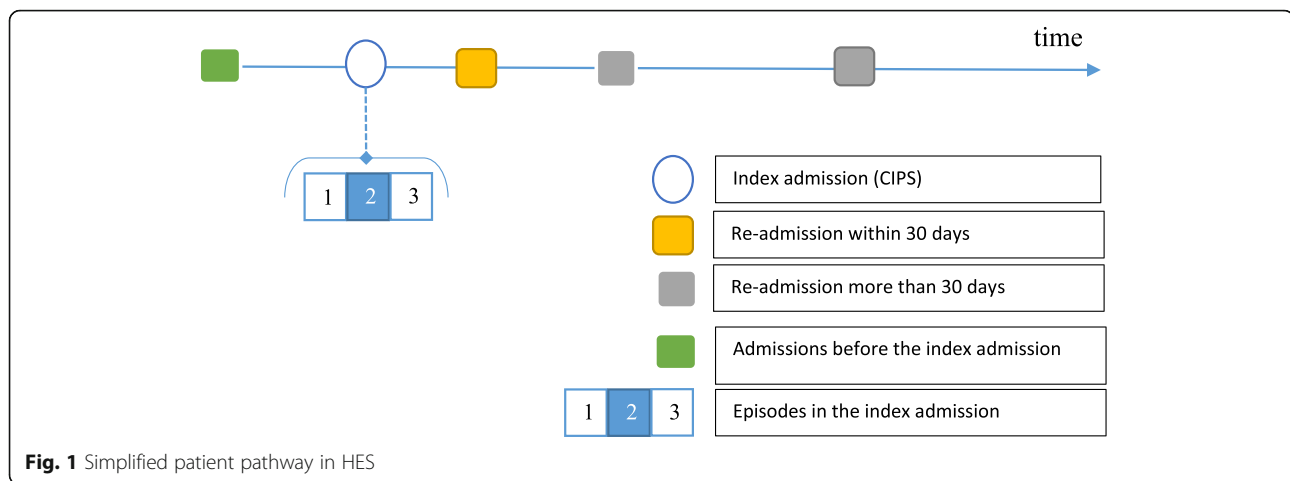 time
1 2 3
Index admission (CIPS)
Re-admission within 30 days
Re-admission more than 30 days
Admissions before the index admission
1 2 3
Episodes in the index admission
Fig. 1 Simplified patient pathway in HES